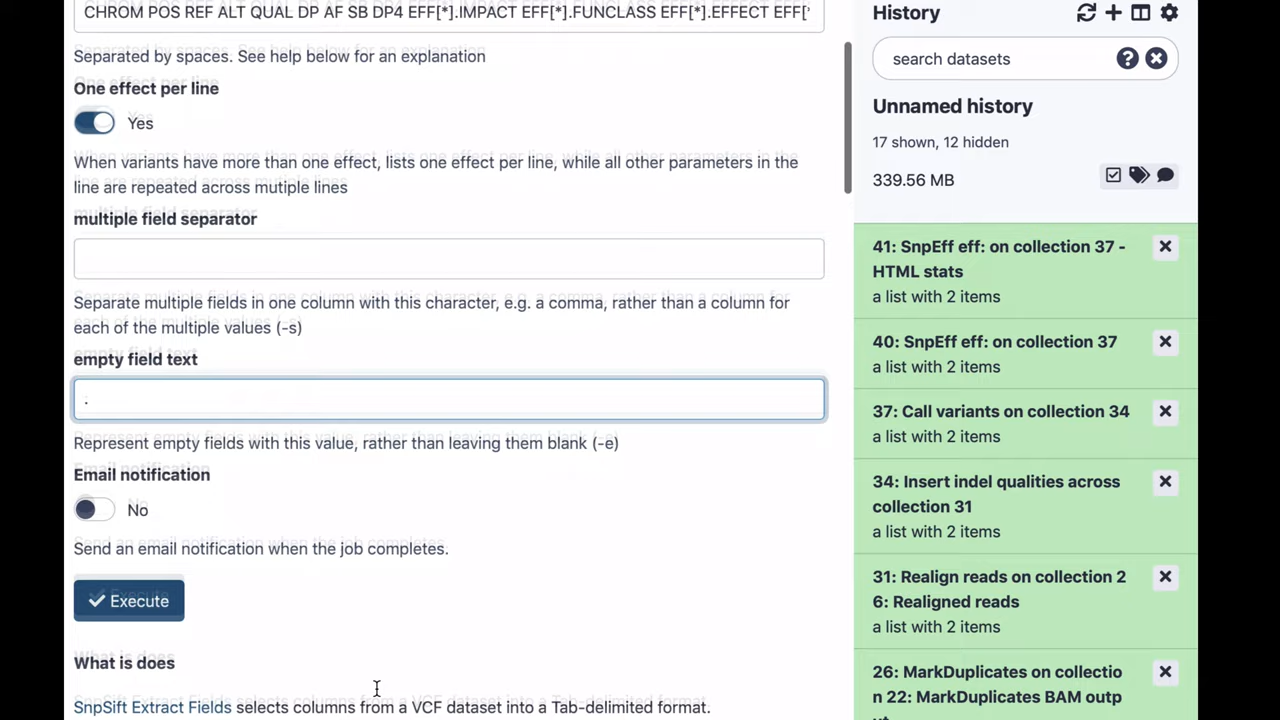 CHROM POS REF ALT QUAL DP AF SB DP4 EFF[*].IMPACT EFF[*].FUNCLASS EFF[*].EFFECT EFF['
Separated by spaces. See help below for an explanation
One effect per line
Yes
When variants have more than one effect, lists one effect per line, while all other parameters in the
line are repeated across mutiple lines
multiple field separator
Separate multiple fields in one column with this character, e.g. a comma, rather than a column for
each of the multiple values (-s)
empty field text
.
Represent empty fields with this value, rather than leaving them blank (-e)
Email notification
No
Send an email notification when the job completes.
Execute
What is does
SnpSift Extract Fields selects columns from a VCF dataset into a Tab-delimited format.
History
search datasets
Unnamed history
17 shown, 12 hidden
339.56 MB
41: SnpEff eff: on collection 37 -
HTML stats
a list with 2 items
40: SnpEff eff: on collection 37
a list with 2 items
37: Call variants on collection 34
a list with 2 items
34: Insert indel qualities across
collection 31
a list with 2 items
31: Realign reads on collection 2
6: Realigned reads
a list with 2 items
26: MarkDuplicates on collectio
n 22: MarkDuplicates BAM outp
ut